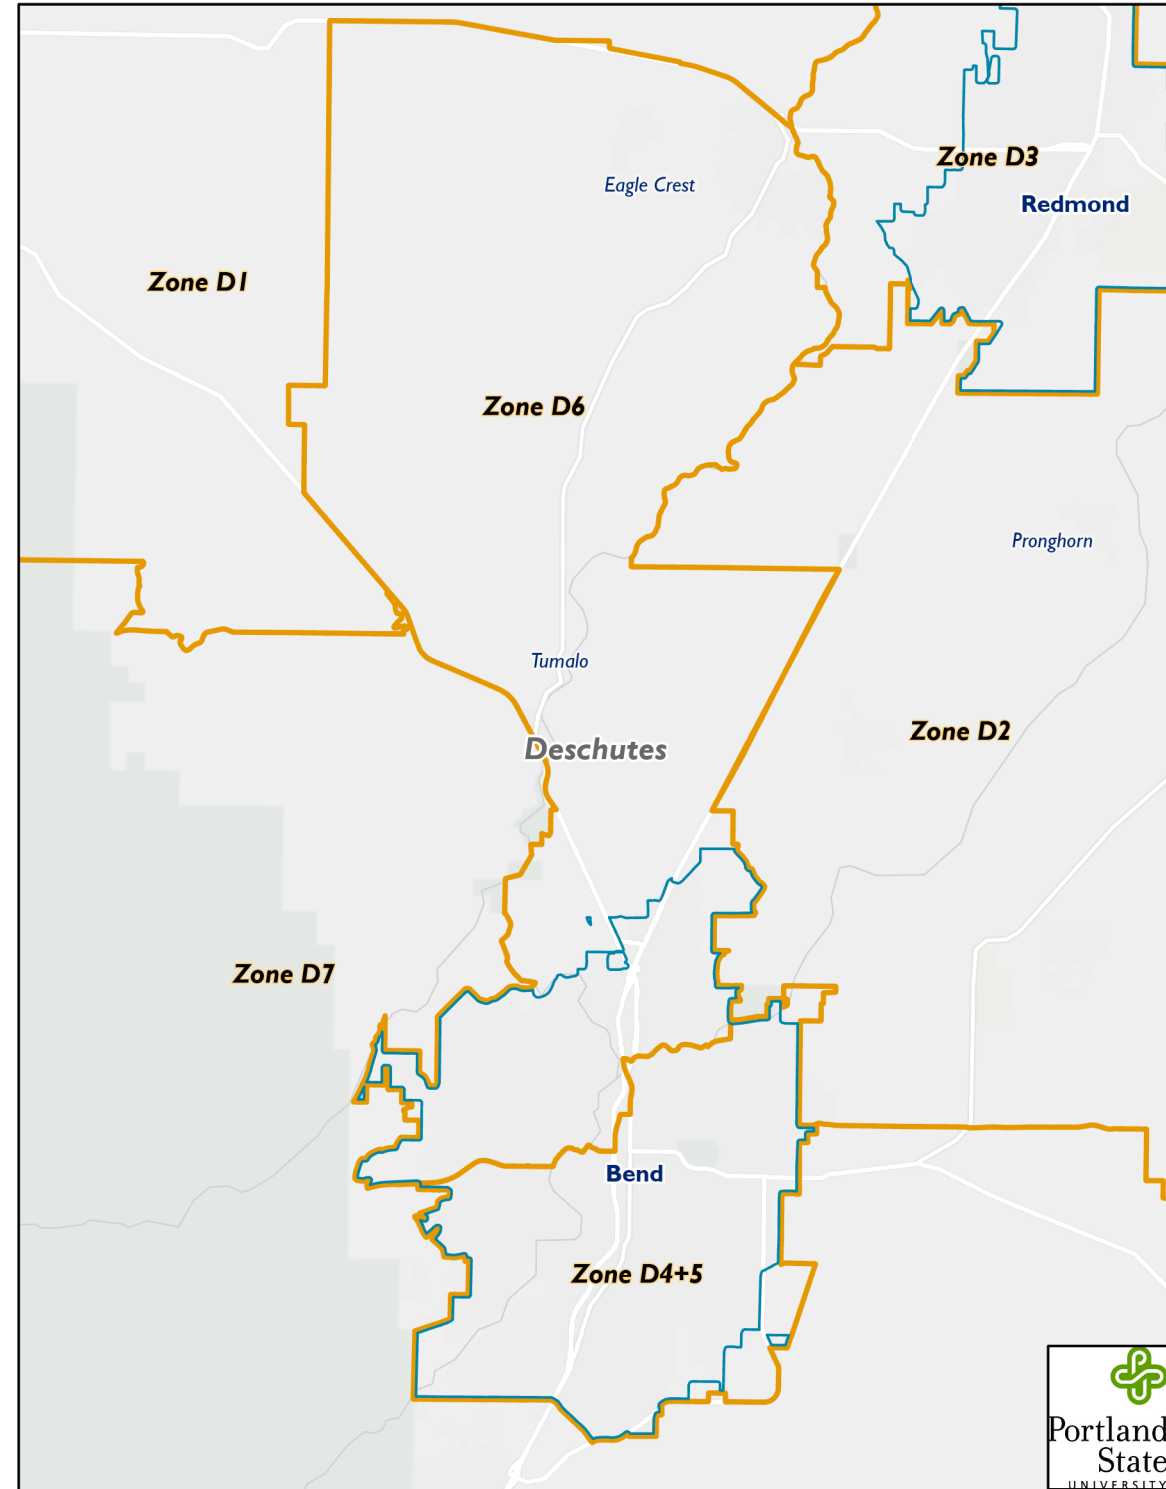 Zone D3
Eagle Crest
Redmond
Zone D1
Zone D6
Pronghorn
Tumalo
Zone D2
Deschutes
Zone D7
Bend
Zone D4+5
Portland
State
UNIVERSITY